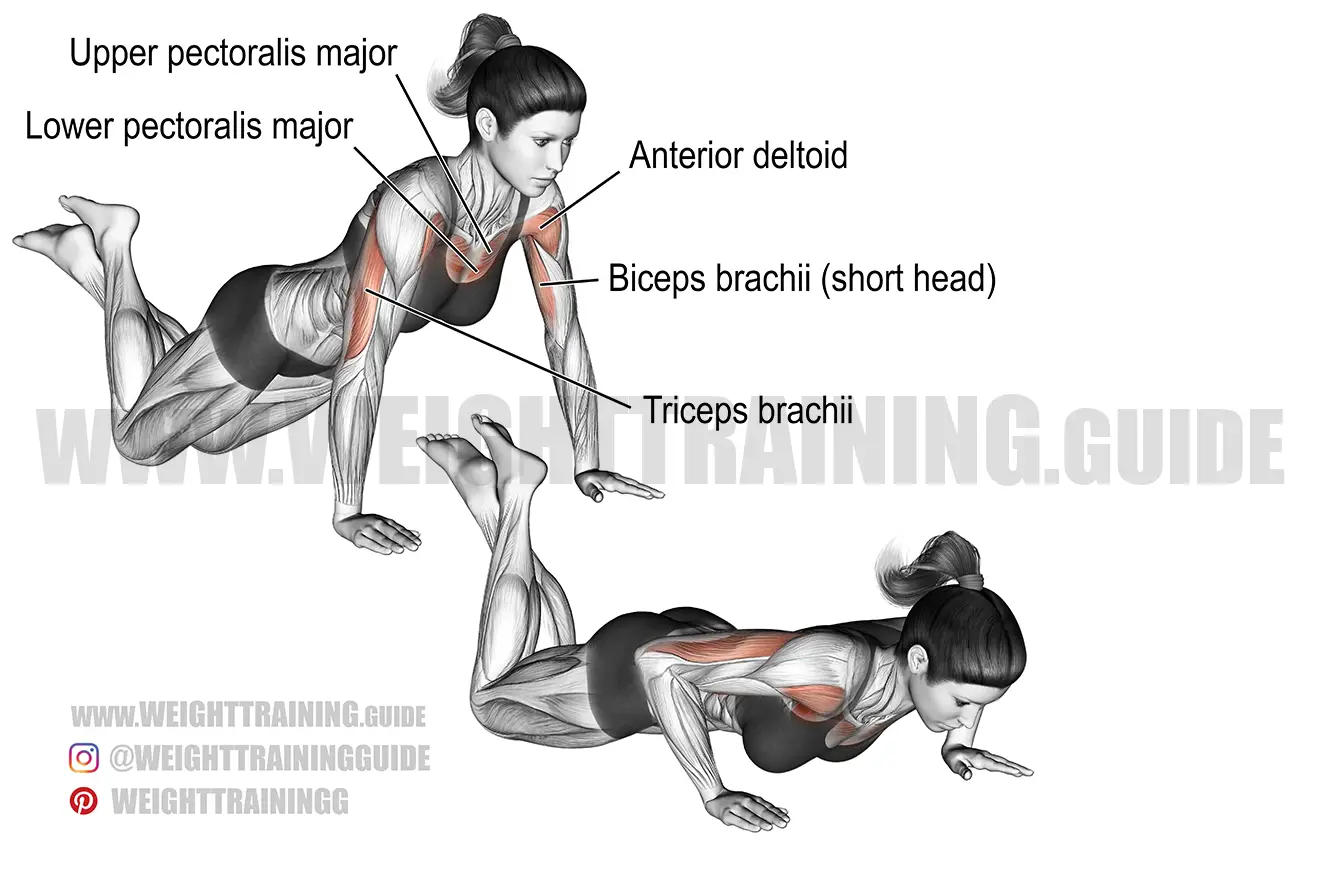 Upper pectoralis major
Lower pectoralis major
Anterior deltoid
Biceps brachii (short head)
Triceps brachii
WWW.WEIGHTTRAINING.GUIDE
WWW.WEIGHTTRAINING.GUIDE
@WEIGHTTRAININGGUIDE
WEIGHTTRAININGG